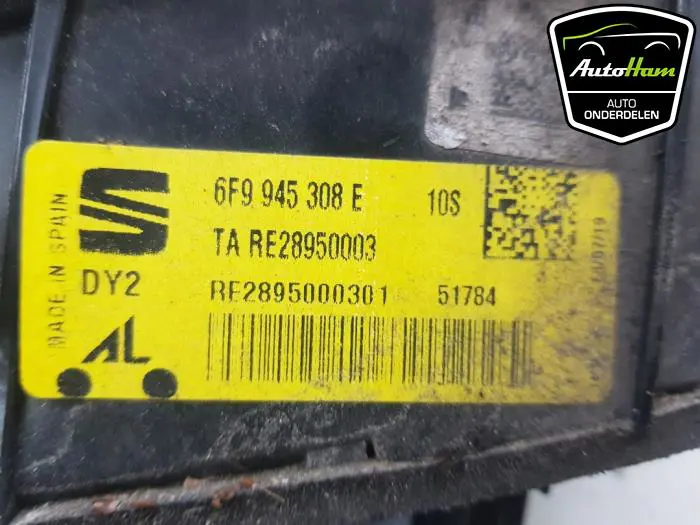 AutoHam
AUTO
ONDERDELEN
MADE IN SPAIN
6F9 945 308 E 10S
TA RE28950003
DY2
RE2895000301 51784
AL